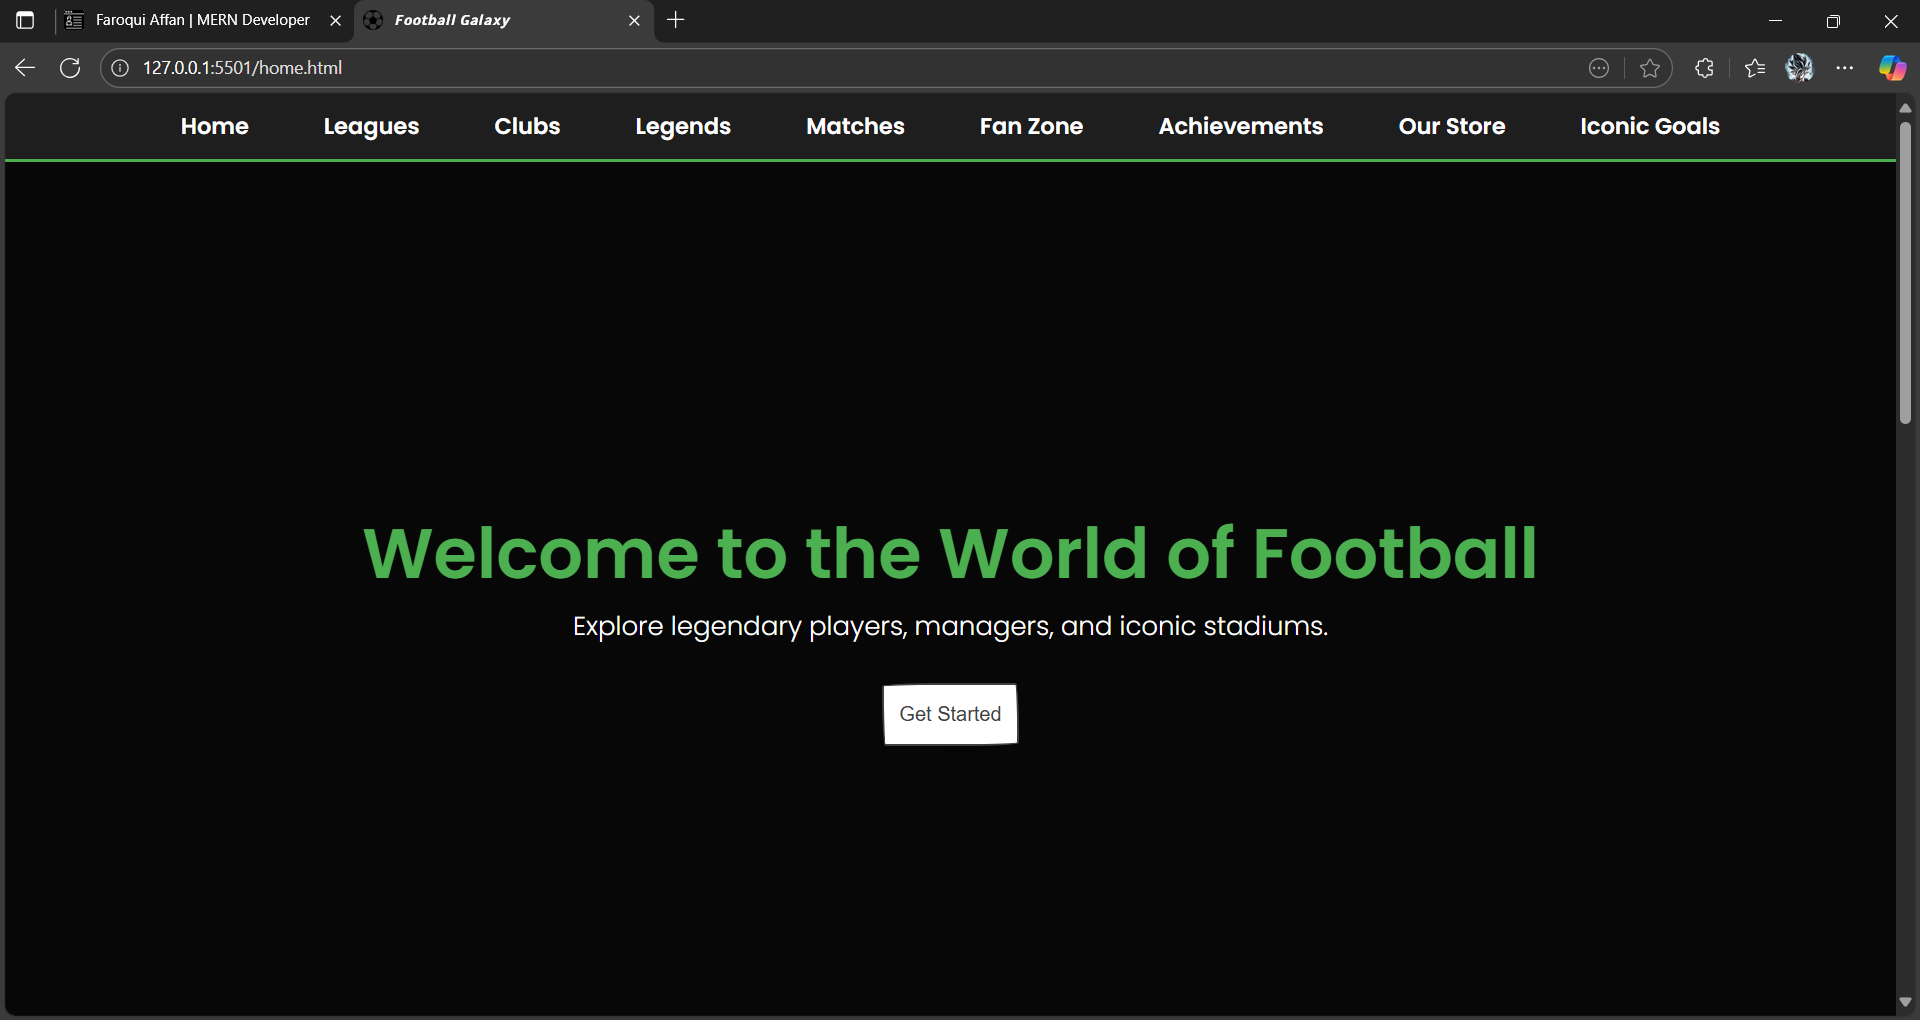 Faroqui Affan | MERN Developer
Football Galaxy
127.0.0.1:5501/home.html
Home Leagues Clubs Legends Matches Fan Zone Achievements Our Store Iconic Goals
Welcome to the World of Football
Explore legendary players, managers, and iconic stadiums.
Get Started